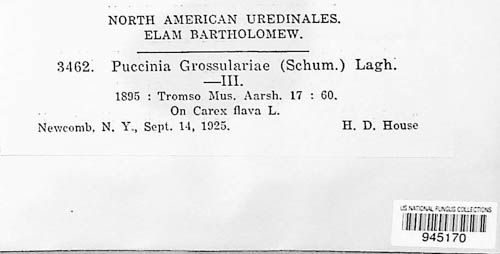 NORTH AMERICAN UREDINALES.
ELAM BARTHOLOMEW.
3462. Puccinia Grossulariae (Schum.) Lagh.
—III.
1895 : Tromso Mus. Aarsh. 17 : 60.
On Carex flava L.
Newcomb, N. Y., Sept. 14, 1925. H. D. House
US NATIONAL FUNGUS COLLECTIONS
945170